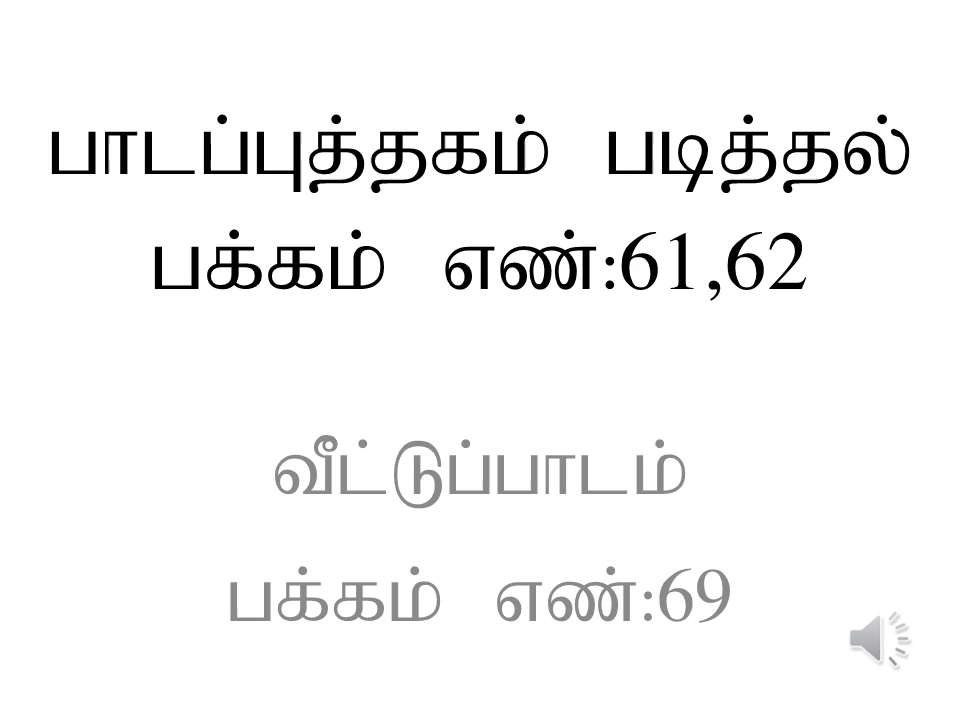 பாடப்புத்தகம் படித்தல்
பக்கம் எண்:61,62
வீட்டுப்பாடம்
பக்கம் எண்:69